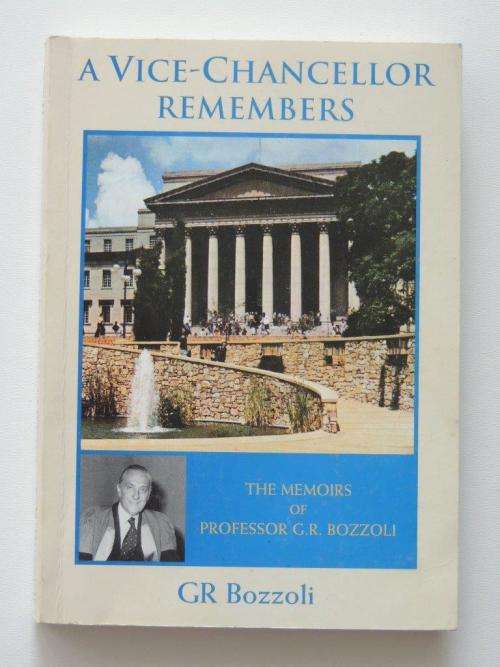 A VICE-CHANCELLOR
REMEMBERS
THE MEMOIRS
OF
PROFESSOR G.R. BOZZOLI
GR Bozzoli